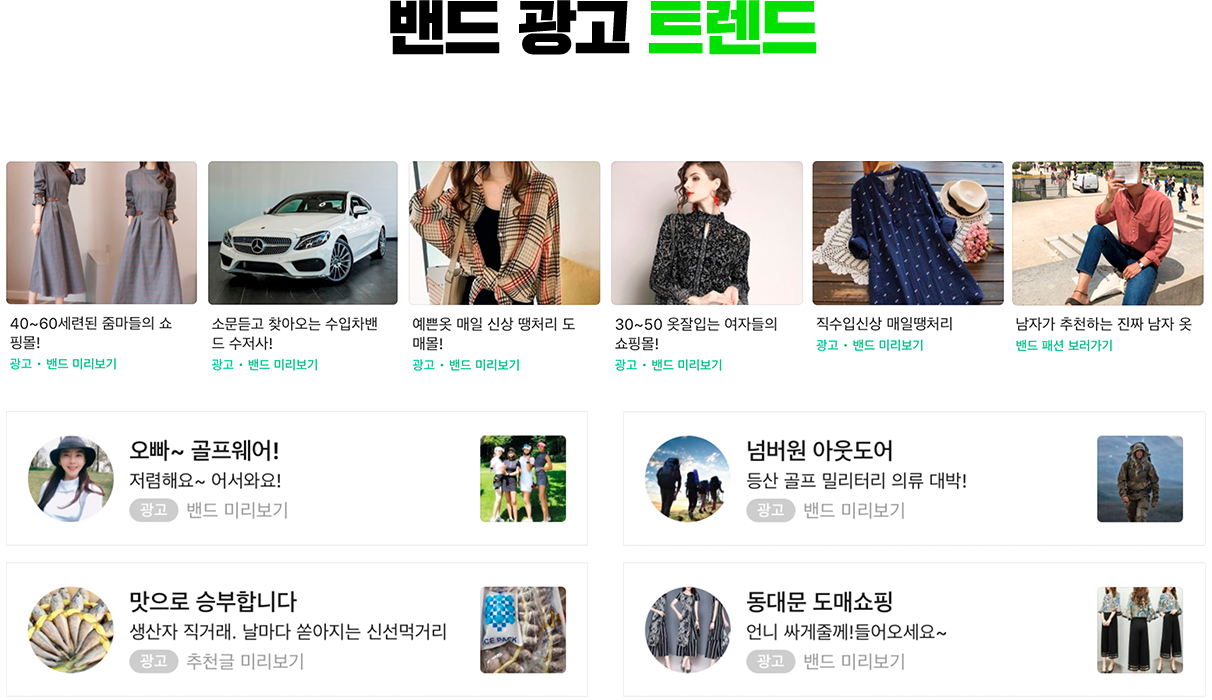 밴드 광고 트렌드
40~60세련된 줌마들의 쇼
핑몰!
광고 • 밴드 미리보기
소문듣고 찾아오는 수입차밴
드 수저사!
광고 • 밴드 미리보기
예쁜옷 매일 신상 땡처리 도
매몰!
광고 • 밴드 미리보기
30~50 옷잘입는 여자들의
쇼핑몰!
광고 • 밴드 미리보기
직수입신상 매일땡처리
광고 • 밴드 미리보기
남자가 추천하는 진짜 남자 옷
밴드 패션 보러가기
오빠~ 골프웨어!
저렴해요~ 어서와요!
광고 밴드 미리보기
넘버원 아웃도어
등산 골프 밀리터리 의류 대박!
광고 밴드 미리보기
맛으로 승부합니다
생산자 직거래. 날마다 쏟아지는 신선먹거리
광고 추천글 미리보기
ICE PACK
동대문 도매쇼핑
언니 싸게줄께!들어오세요~
광고 밴드 미리보기